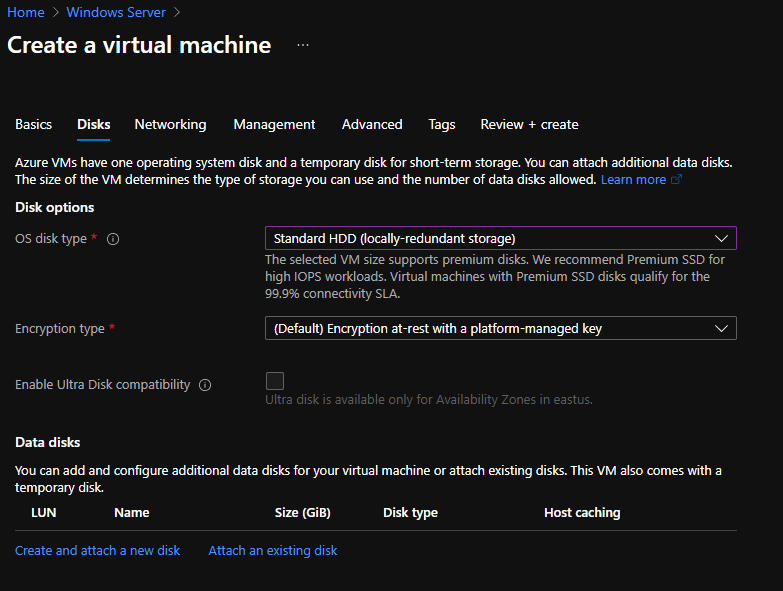 Home > Windows Server >
Create a virtual machine ...
Basics Disks Networking Management Advanced Tags Review + create
Azure VMs have one operating system disk and a temporary disk for short-term storage. You can attach additional data disks.
The size of the VM determines the type of storage you can use and the number of data disks allowed. Learn more
Disk options
OS disk type *
Standard HDD (locally-redundant storage)
The selected VM size supports premium disks. We recommend Premium SSD for
high IOPS workloads. Virtual machines with Premium SSD disks qualify for the
99.9% connectivity SLA.
Encryption type *
(Default) Encryption at-rest with a platform-managed key
Enable Ultra Disk compatibility
Ultra disk is available only for Availability Zones in eastus.
Data disks
You can add and configure additional data disks for your virtual machine or attach existing disks. This VM also comes with a
temporary disk.
LUN Name Size (GiB) Disk type Host caching
Create and attach a new disk Attach an existing disk